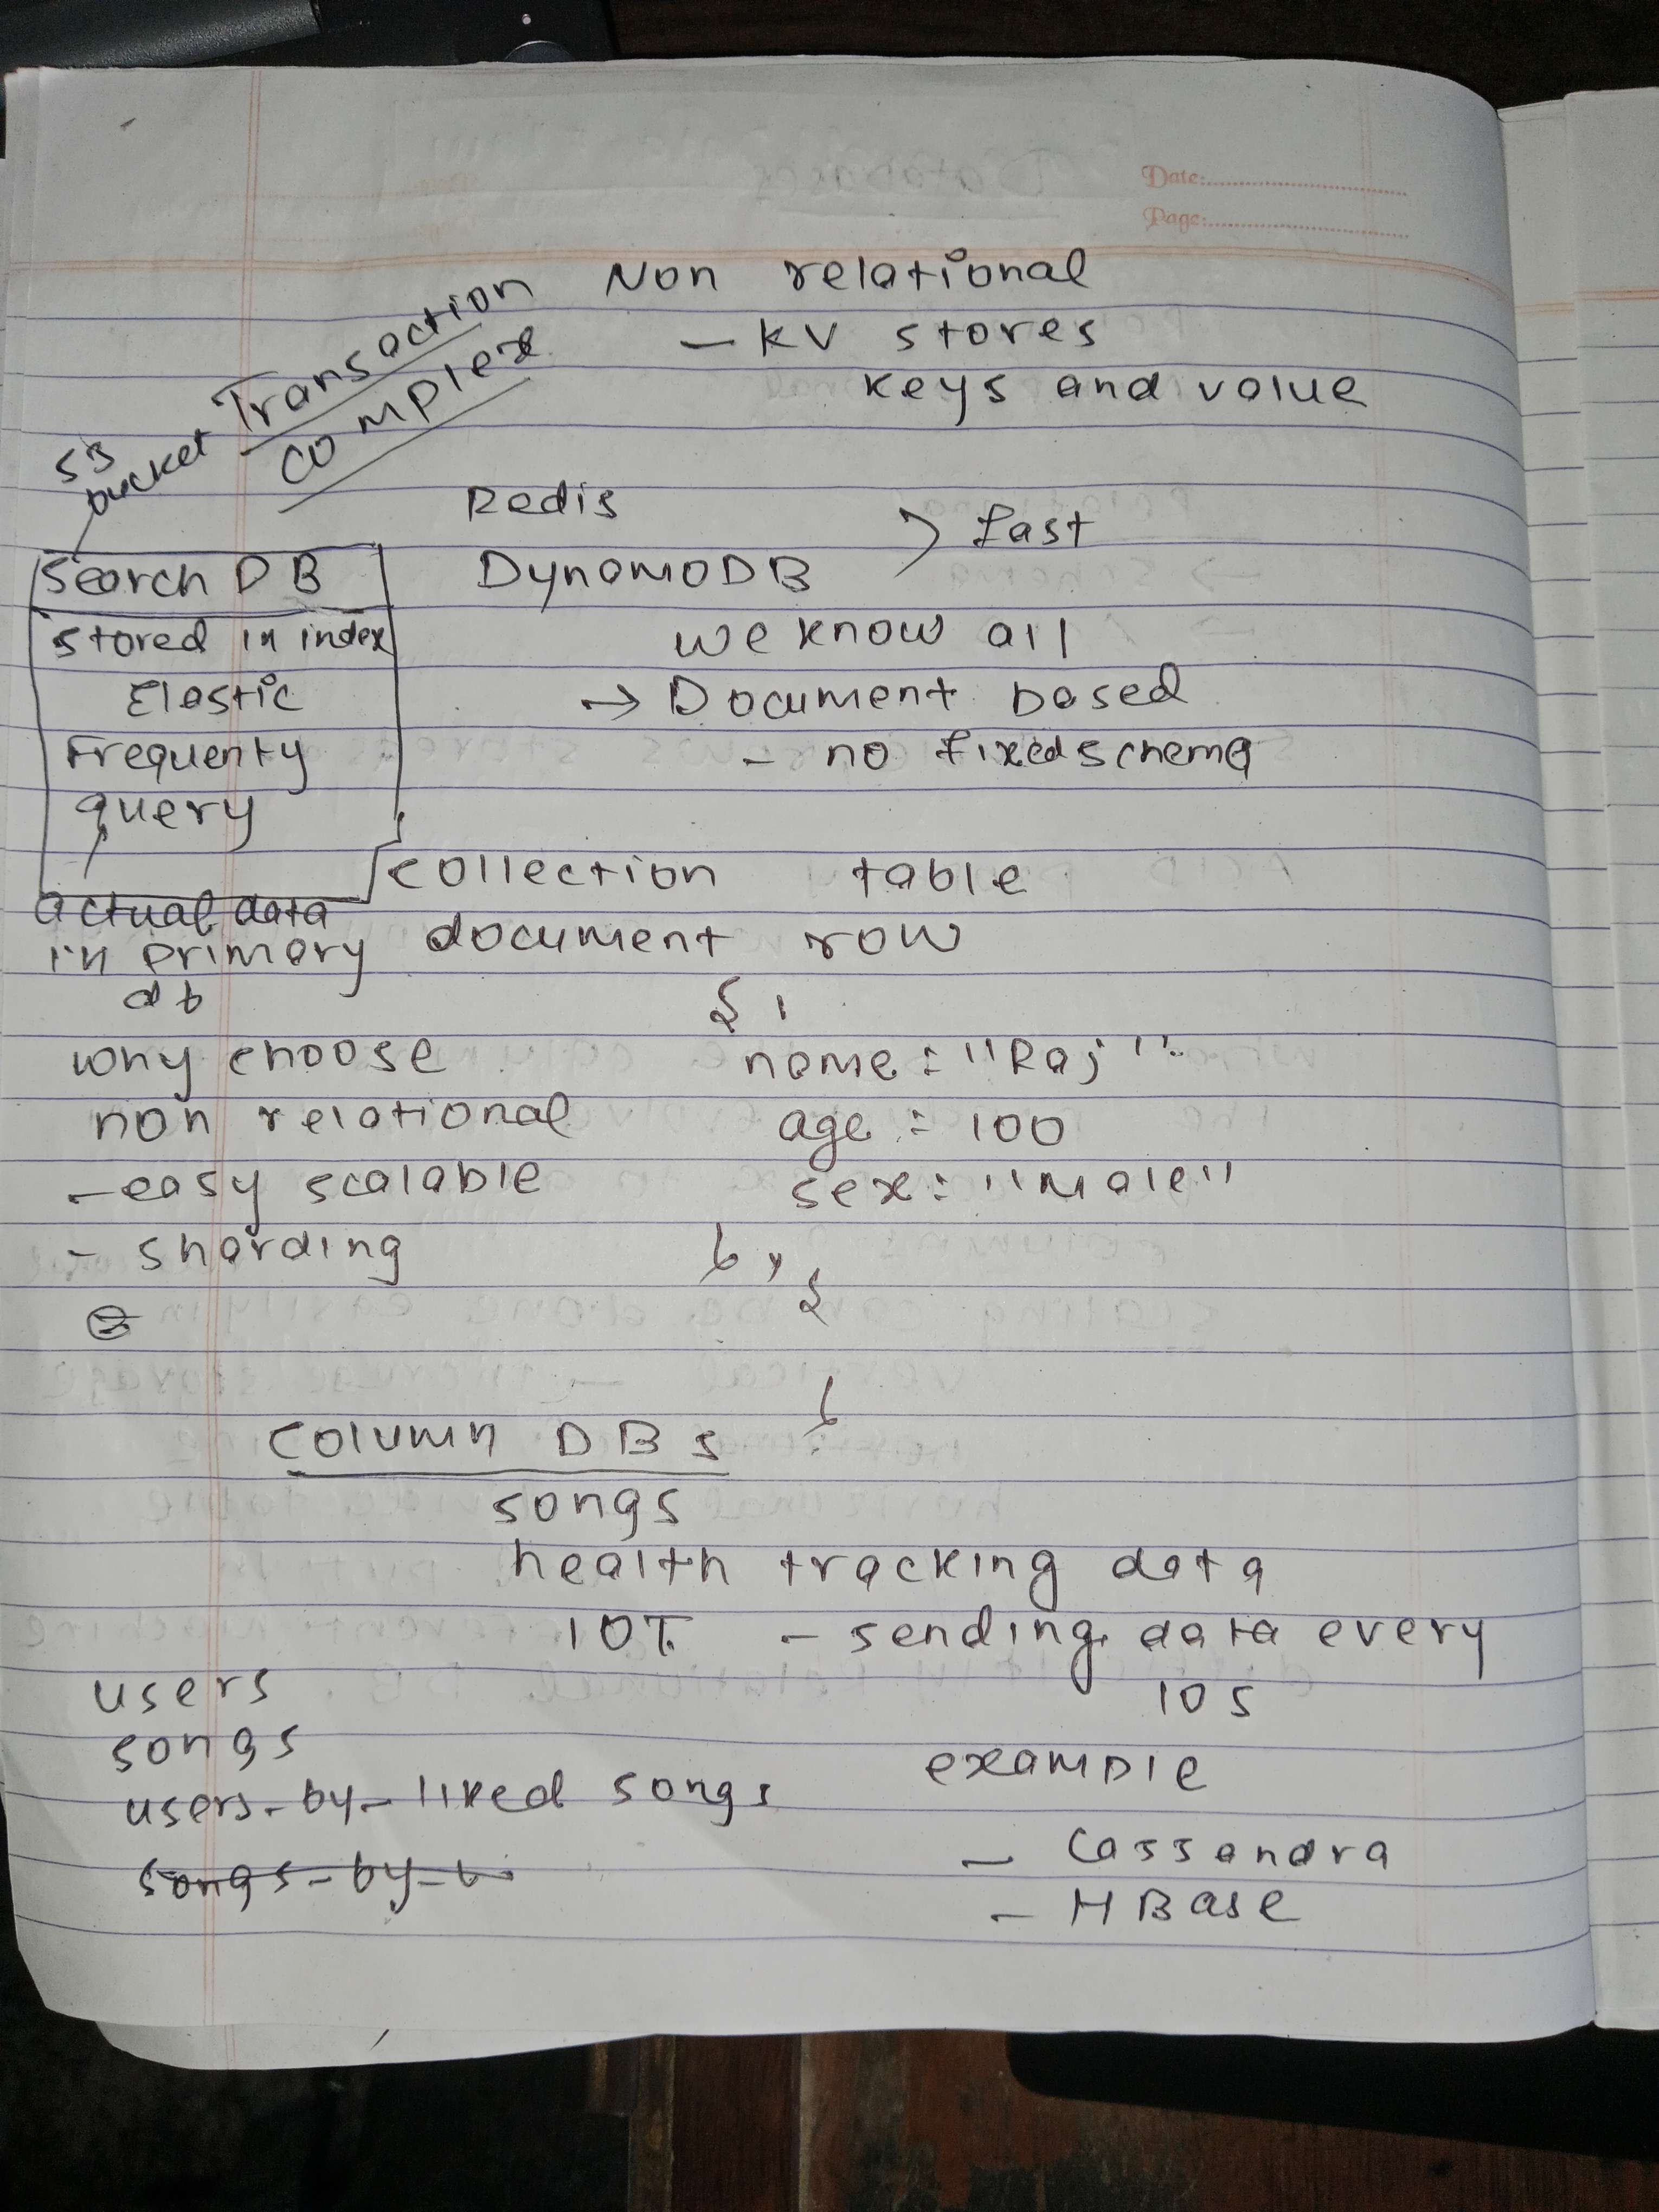 Date:
Page:
Non relational
– KV stores
keys and value
Transaction
complex
S3
bucket
Redis
DynamoDB
> fast
we know all
→ Document based
– no fixed schema
Search DB
stored in index
Elastic
Frequenty
query
actual data
in primary
db
collection table
document row
{
name: "Raj"
age: 100
sex: "Male"
},
{
}
why choose
non relational
– easy scalable
– sharding
Column DBs
songs
health tracking data
IOT – sending data every
10s
users
songs
users-by-liked songs
example
– Cassandra
– HBase